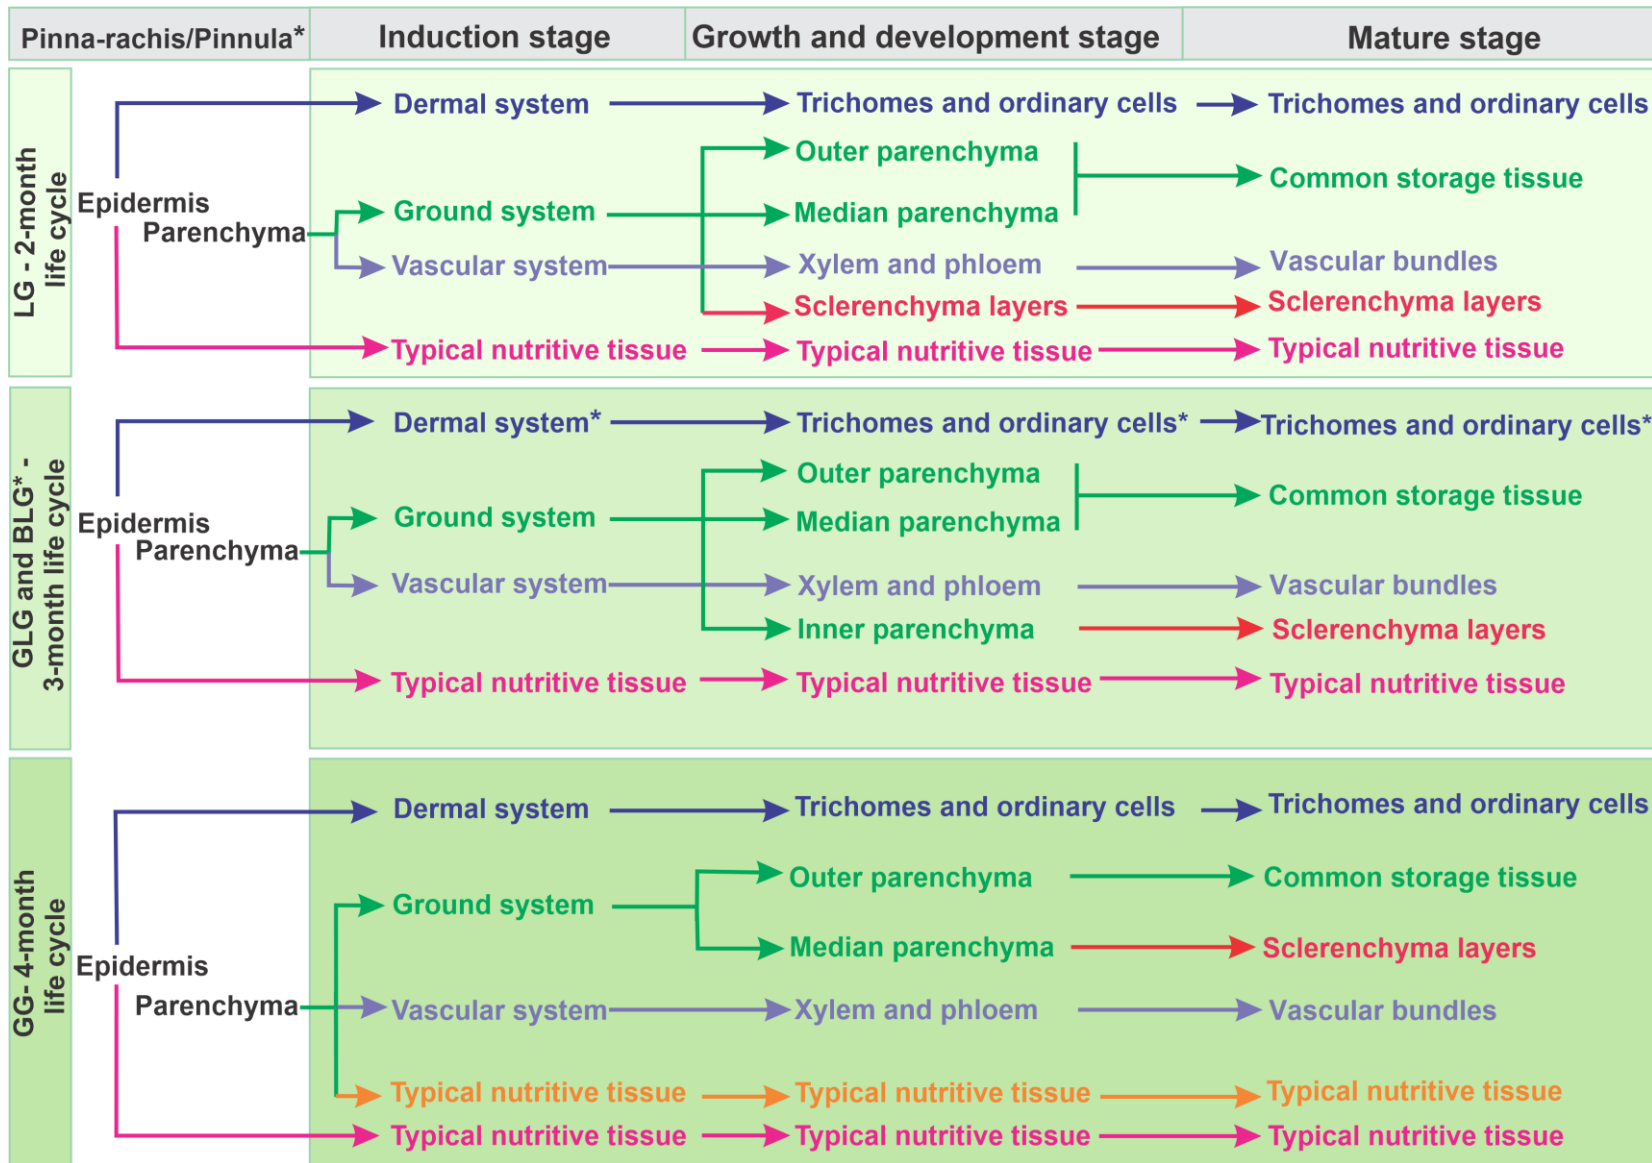 Pinna-rachis/Pinnula*
Induction stage
Growth and development stage
Mature stage
LG - 2-month
life cycle
Epidermis
Parenchyma
Dermal system
Trichomes and ordinary cells
Trichomes and ordinary cells
Outer parenchyma
Common storage tissue
Ground system
Median parenchyma
Vascular system
Xylem and phloem
Vascular bundles
Sclerenchyma layers
Sclerenchyma layers
Typical nutritive tissue
Typical nutritive tissue
Typical nutritive tissue
GLG and BLG* -
3-month life cycle
Epidermis
Parenchyma
Dermal system*
Trichomes and ordinary cells*
Trichomes and ordinary cells*
Outer parenchyma
Common storage tissue
Ground system
Median parenchyma
Vascular system
Xylem and phloem
Vascular bundles
Inner parenchyma
Sclerenchyma layers
Typical nutritive tissue
Typical nutritive tissue
Typical nutritive tissue
GG- 4-month
life cycle
Epidermis
Parenchyma
Dermal system
Trichomes and ordinary cells
Trichomes and ordinary cells
Outer parenchyma
Common storage tissue
Ground system
Median parenchyma
Sclerenchyma layers
Vascular system
Xylem and phloem
Vascular bundles
Typical nutritive tissue
Typical nutritive tissue
Typical nutritive tissue
Typical nutritive tissue
Typical nutritive tissue
Typical nutritive tissue